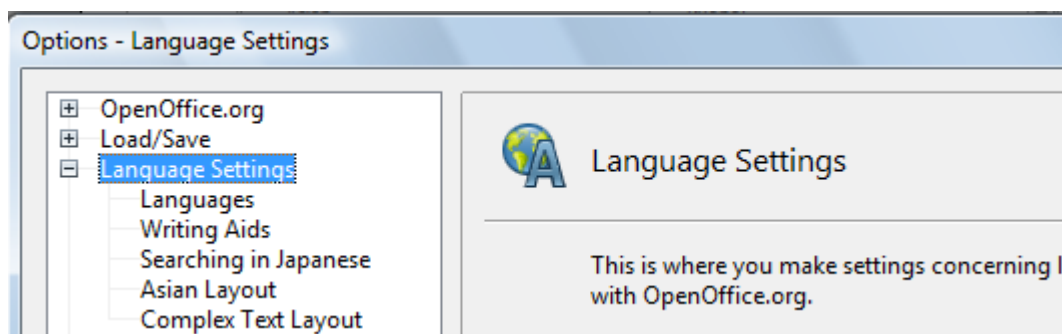 Options - Language Settings
OpenOffice.org
Load/Save
Language Settings
Languages
Writing Aids
Searching in Japanese
Asian Layout
Complex Text Layout
Language Settings
This is where you make settings concerning
with OpenOffice.org.